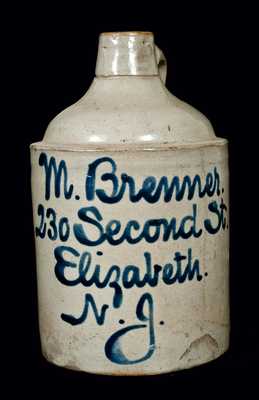 M. Brenner.
230 Second St.
Elizabeth.
N. J.